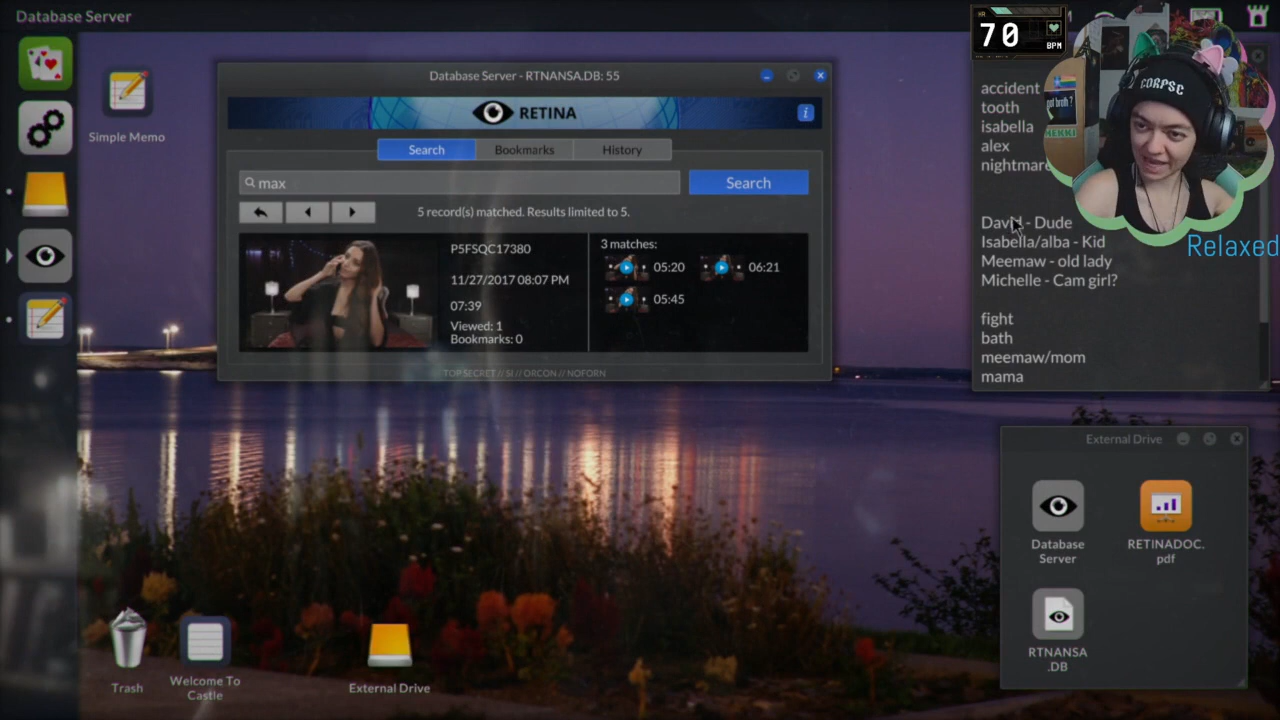 Database Server
Simple Memo
Database Server - RTNANSA.DB: 55
RETINA
i
Search
Bookmarks
History
max
Search
5 record(s) matched. Results limited to 5.
P5FSQC17380
11/27/2017 08:07 PM
07:39
Viewed: 1
Bookmarks: 0
3 matches:
05:20
06:21
05:45
TOP SECRET // SI // ORCON // NOFORN
HR
70
BPM
CORPSE
Relaxed
accident
tooth
isabella
alex
nightmare
David - Dude
Isabella/alba - Kid
Meemaw - old lady
Michelle - Cam girl?
fight
bath
meemaw/mom
mama
External Drive
Database
Server
RETINADOC.
pdf
RTNANSA
.DB
Trash
Welcome To
Castle
External Drive